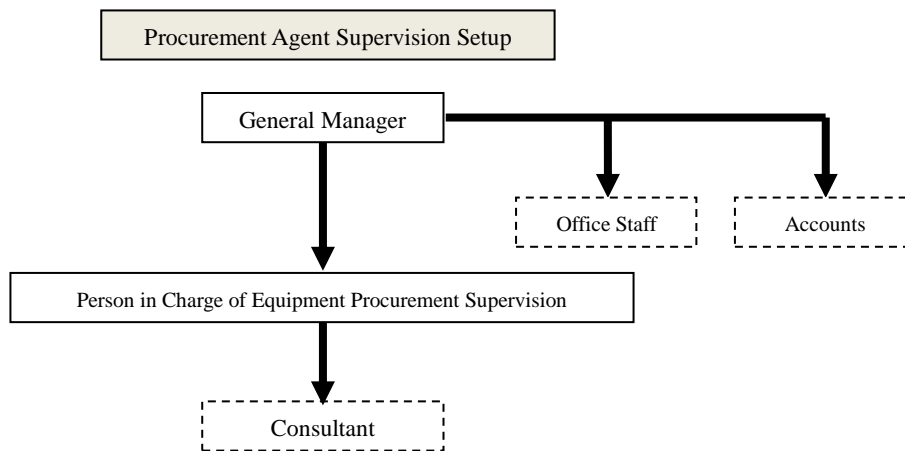 Procurement Agent Supervision Setup
General Manager
Office Staff
Accounts
Person in Charge of Equipment Procurement Supervision
Consultant